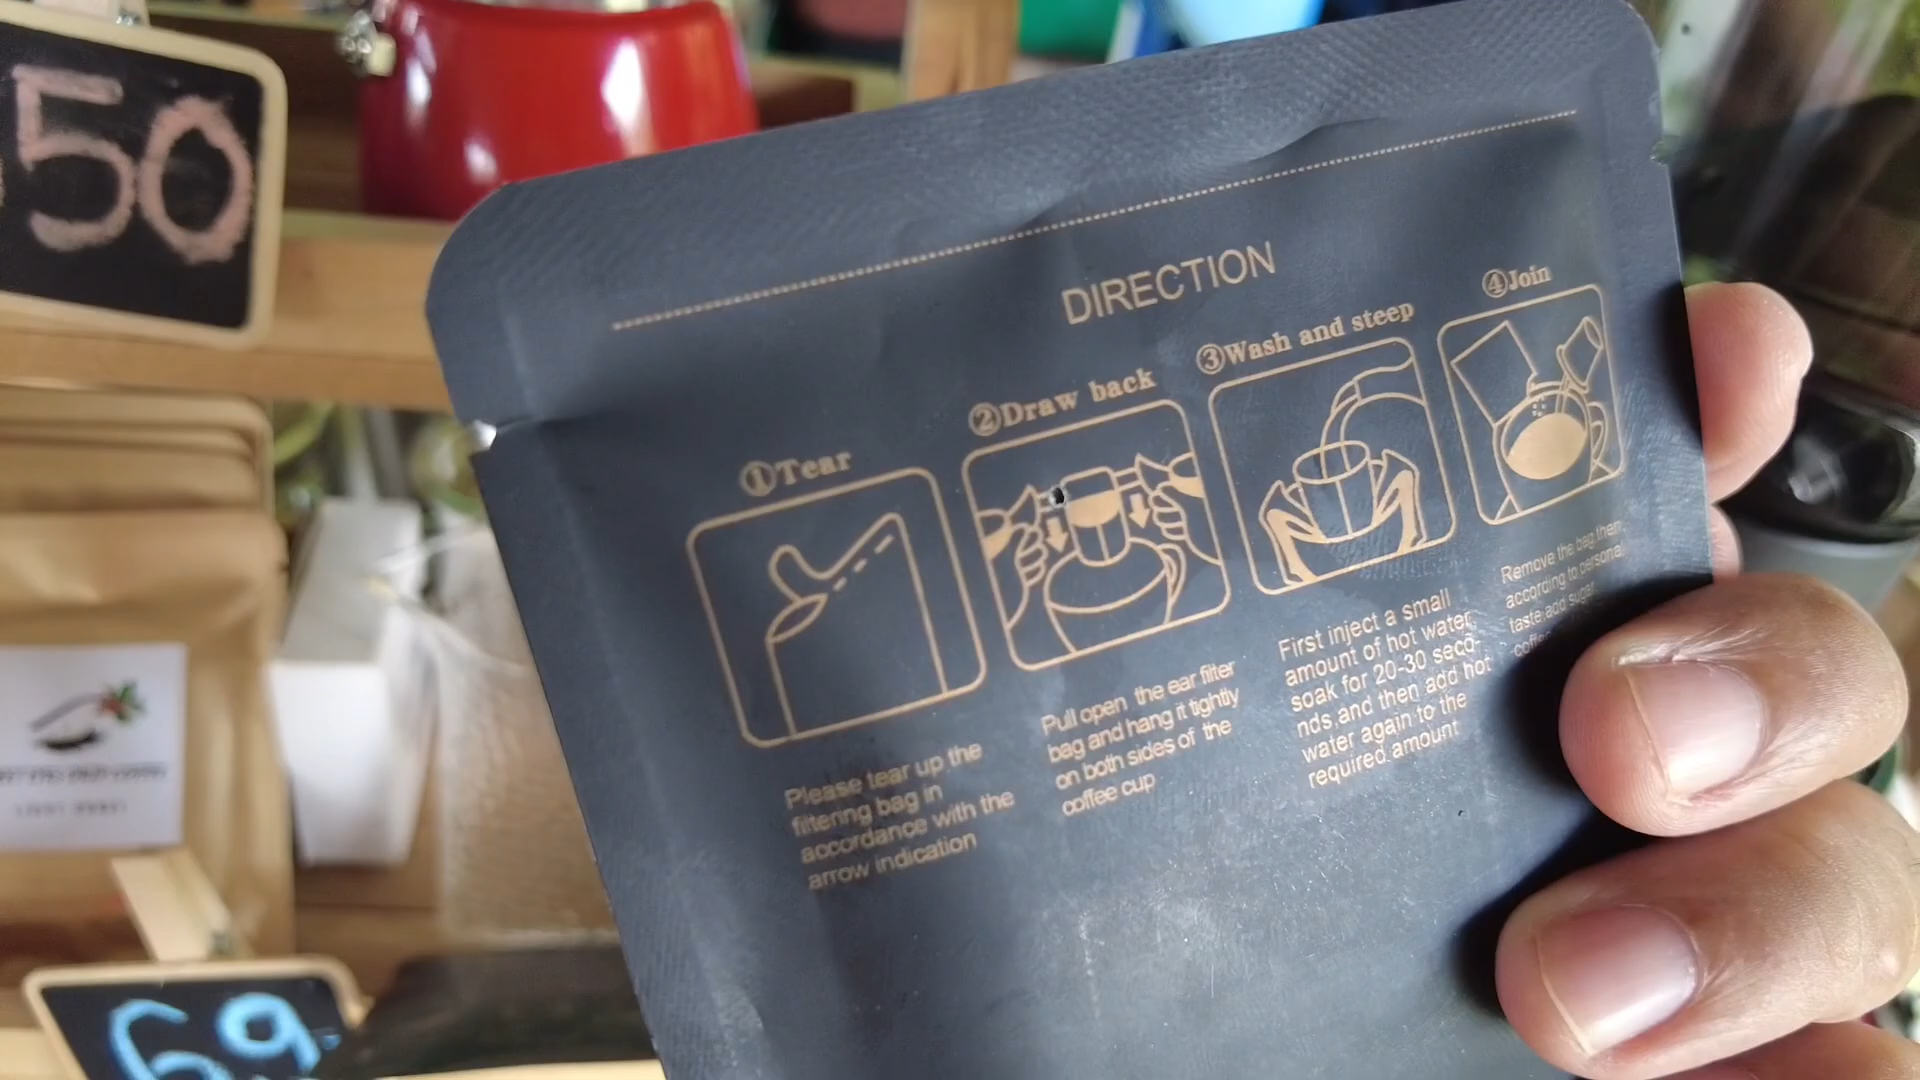 50
DIRECTION
①Tear
Please tear up the
filtering bag in
accordance with the
arrow indication
②Draw back
Pull open the ear filter
bag and hang it tightly
on both sides of the
coffee cup
③Wash and steep
First inject a small
amount of hot water,
soak for 20-30 seco-
nds,and then add hot
water again to the
required amount
④Join
Remove the bag,then,
according to personal
taste,add sugar
69